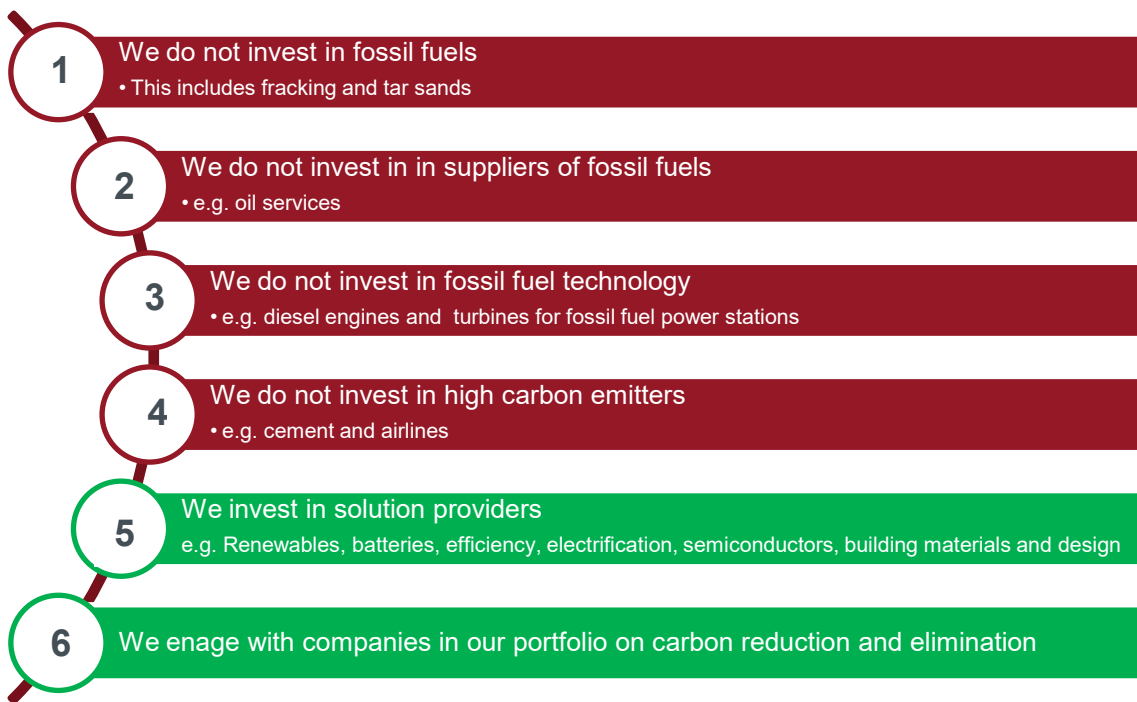 1
We do not invest in fossil fuels
• This includes fracking and tar sands
2
We do not invest in in suppliers of fossil fuels
• e.g. oil services
3
We do not invest in fossil fuel technology
• e.g. diesel engines and  turbines for fossil fuel power stations
4
We do not invest in high carbon emitters
• e.g. cement and airlines
5
We invest in solution providers
e.g. Renewables, batteries, efficiency, electrification, semiconductors, building materials and design
6
We enage with companies in our portfolio on carbon reduction and elimination